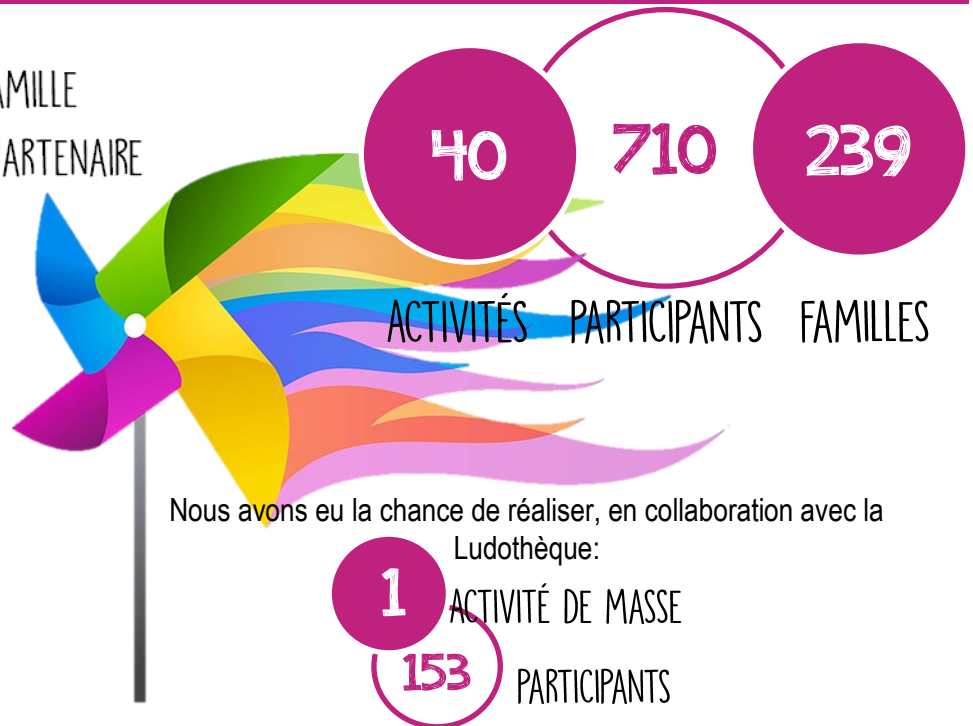 AMILLE
PARTENAIRE
40 710 239
ACTIVITÉS PARTICIPANTS FAMILLES
Nous avons eu la chance de réaliser, en collaboration avec la
Ludothèque:
1 ACTIVITÉ DE MASSE
153 PARTICIPANTS